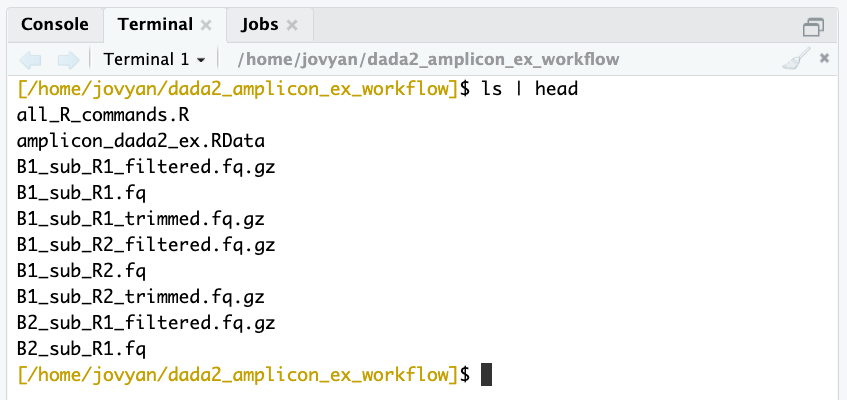 Console Terminal Jobs
Terminal 1 /home/jovyan/dada2_amplicon_ex_workflow
[/home/jovyan/dada2_amplicon_ex_workflow]$ ls | head
all_R_commands.R
amplicon_dada2_ex.RData
B1_sub_R1_filtered.fq.gz
B1_sub_R1.fq
B1_sub_R1_trimmed.fq.gz
B1_sub_R2_filtered.fq.gz
B1_sub_R2.fq
B1_sub_R2_trimmed.fq.gz
B2_sub_R1_filtered.fq.gz
B2_sub_R1.fq
[/home/jovyan/dada2_amplicon_ex_workflow]$